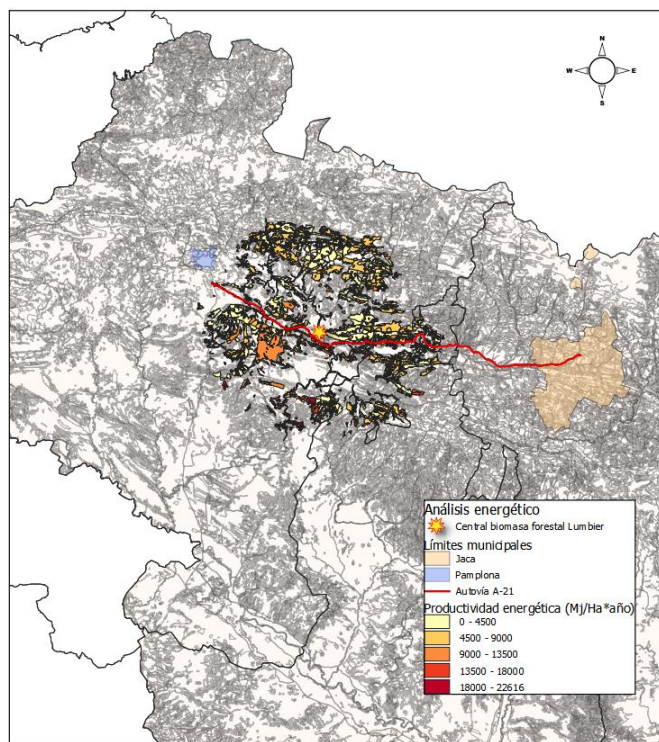 N
W E
S
Análisis energético
Central biomasa forestal Lumbier
Límites municipales
Jaca
Pamplona
Autovía A-21
Productividad energética (Mj/Ha*año)
0 - 4500
4500 - 9000
9000 - 13500
13500 - 18000
18000 - 22616